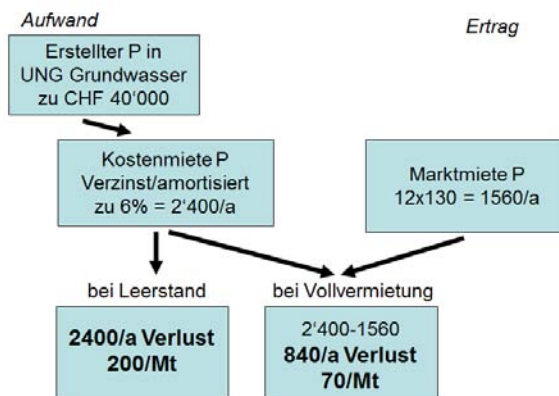 Aufwand
Ertrag
Erstellter P in
UNG Grundwasser
zu CHF 40‘000
Kostenmiete P
Verzinst/amortisiert
zu 6% = 2‘400/a
Marktmiete P
12x130 = 1560/a
bei Leerstand
bei Vollvermietung
2400/a Verlust
200/Mt
2‘400-1560
840/a Verlust
70/Mt